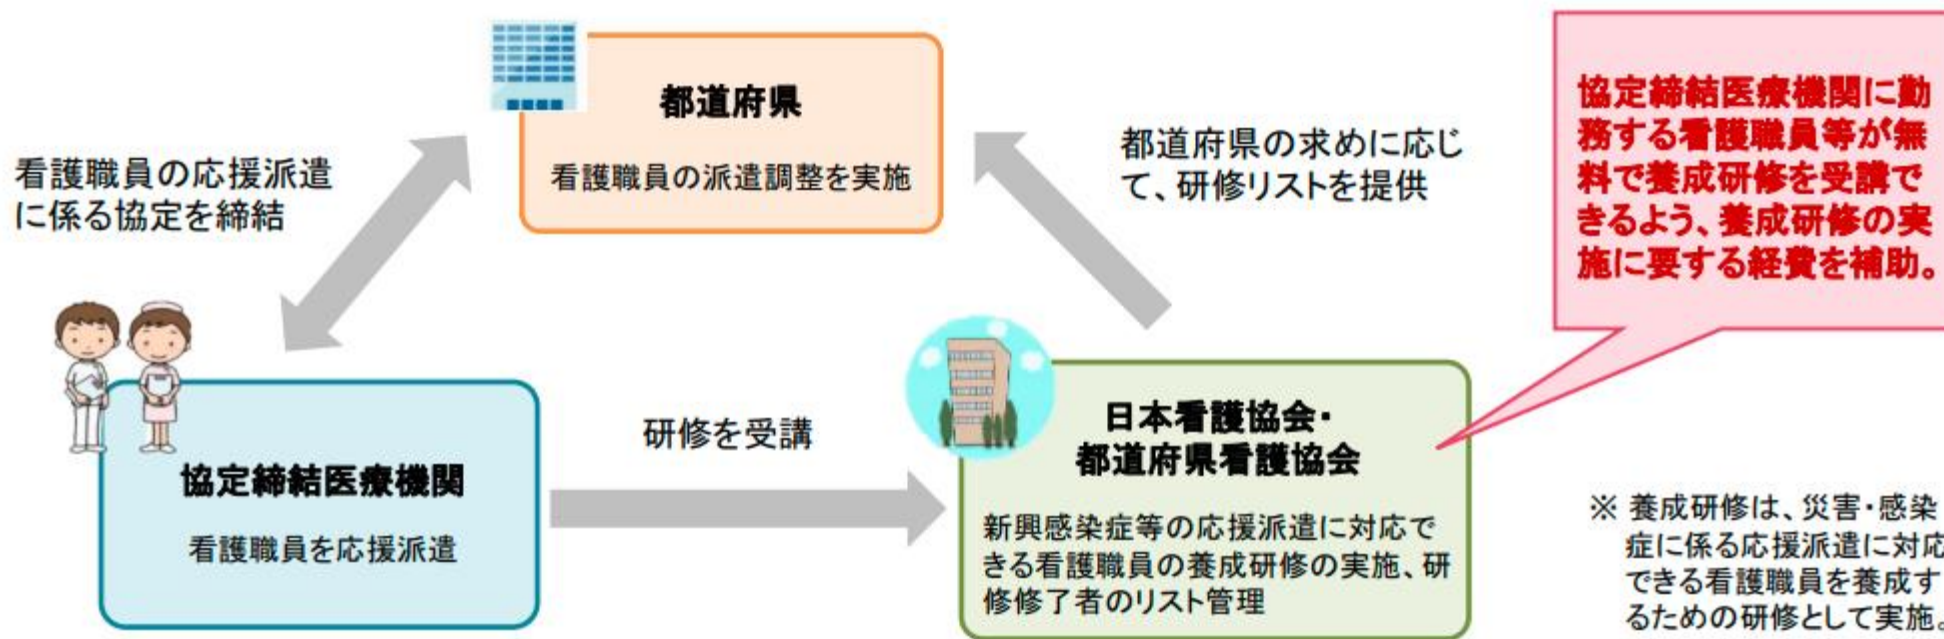 都道府県
看護職員の派遣調整を実施
看護職員の応援派遣
に係る協定を締結
都道府県の求めに応じ
て、研修リストを提供
協定締結医療機関に勤
務する看護職員等が無
料で養成研修を受講で
きるよう、養成研修の実
施に要する経費を補助。
協定締結医療機関
看護職員を応援派遣
研修を受講
日本看護協会・
都道府県看護協会
新興感染症等の応援派遣に対応で
きる看護職員の養成研修の実施、研
修修了者のリスト管理
※ 養成研修は、災害・感染
症に係る応援派遣に対応
できる看護職員を養成す
るための研修として実施。